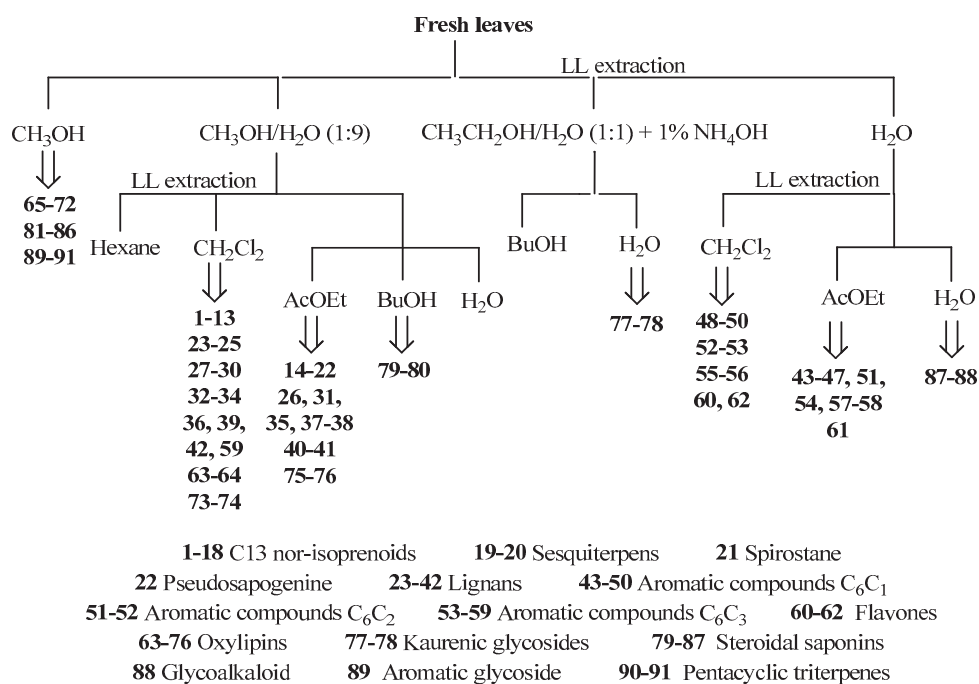 Fresh leaves
LL extraction
CH₃OH
CH₃OH/H₂O (1:9)
CH₃CH₂OH/H₂O (1:1) + 1% NH₄OH
H₂O
65-72
81-86
89-91
LL extraction
Hexane
CH₂Cl₂
AcOEt
BuOH
H₂O
1-13
23-25
27-30
32-34
36, 39,
42, 59
63-64
73-74
14-22
26, 31,
35, 37-38
40-41
75-76
79-80
BuOH
H₂O
77-78
LL extraction
CH₂Cl₂
AcOEt
H₂O
48-50
52-53
55-56
60, 62
43-47, 51,
54, 57-58
61
87-88
1-18 C13 nor-isoprenoids 19-20 Sesquiterpens 21 Spirostane
22 Pseudosapogenine 23-42 Lignans 43-50 Aromatic compounds C₆C₁
51-52 Aromatic compounds C₆C₂ 53-59 Aromatic compounds C₆C₃ 60-62 Flavones
63-76 Oxylipins 77-78 Kaurenic glycosides 79-87 Steroidal saponins
88 Glycoalkaloid 89 Aromatic glycoside 90-91 Pentacyclic triterpenes